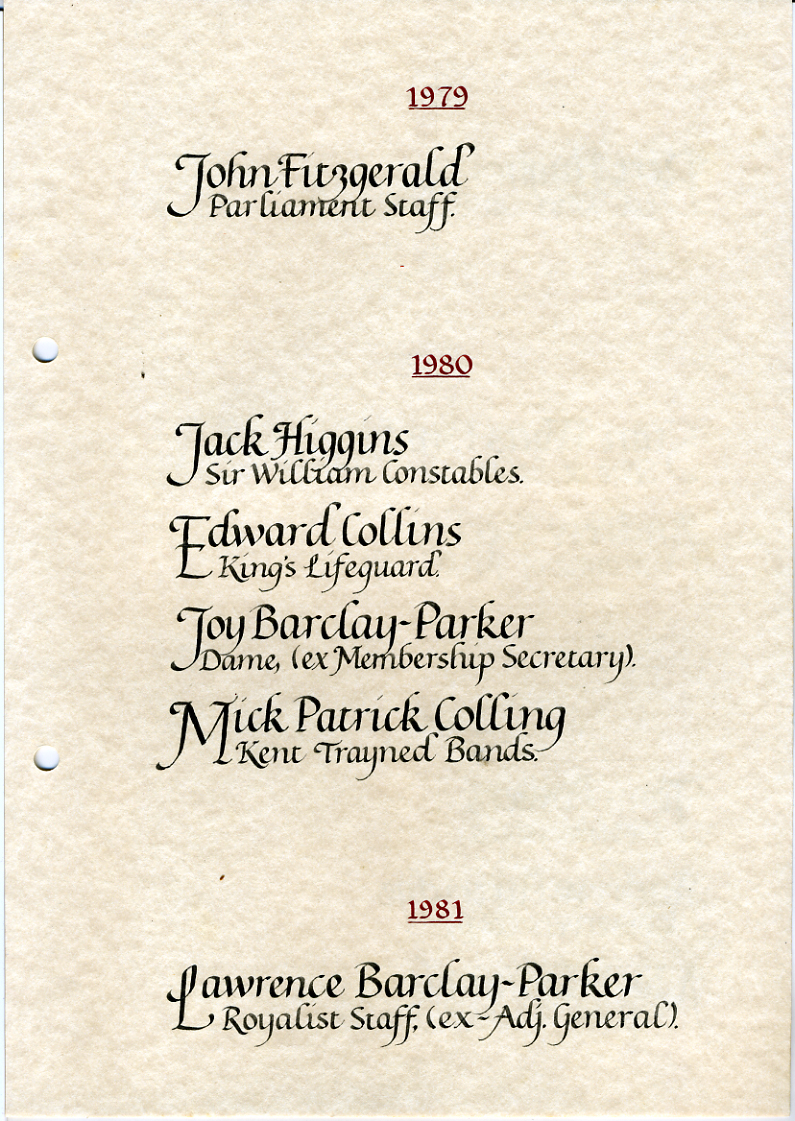 1979
John Fitzgerald
Parliament Staff.
1980
Jack Higgins
Sir William Constables.
Edward Collins
King's Lifeguard.
Joy Barclay-Parker
Dame, (ex Membership Secretary).
Mick Patrick Colling
Kent Trayned Bands.
1981
Lawrence Barclay-Parker
Royalist Staff, (ex-Adj. General).